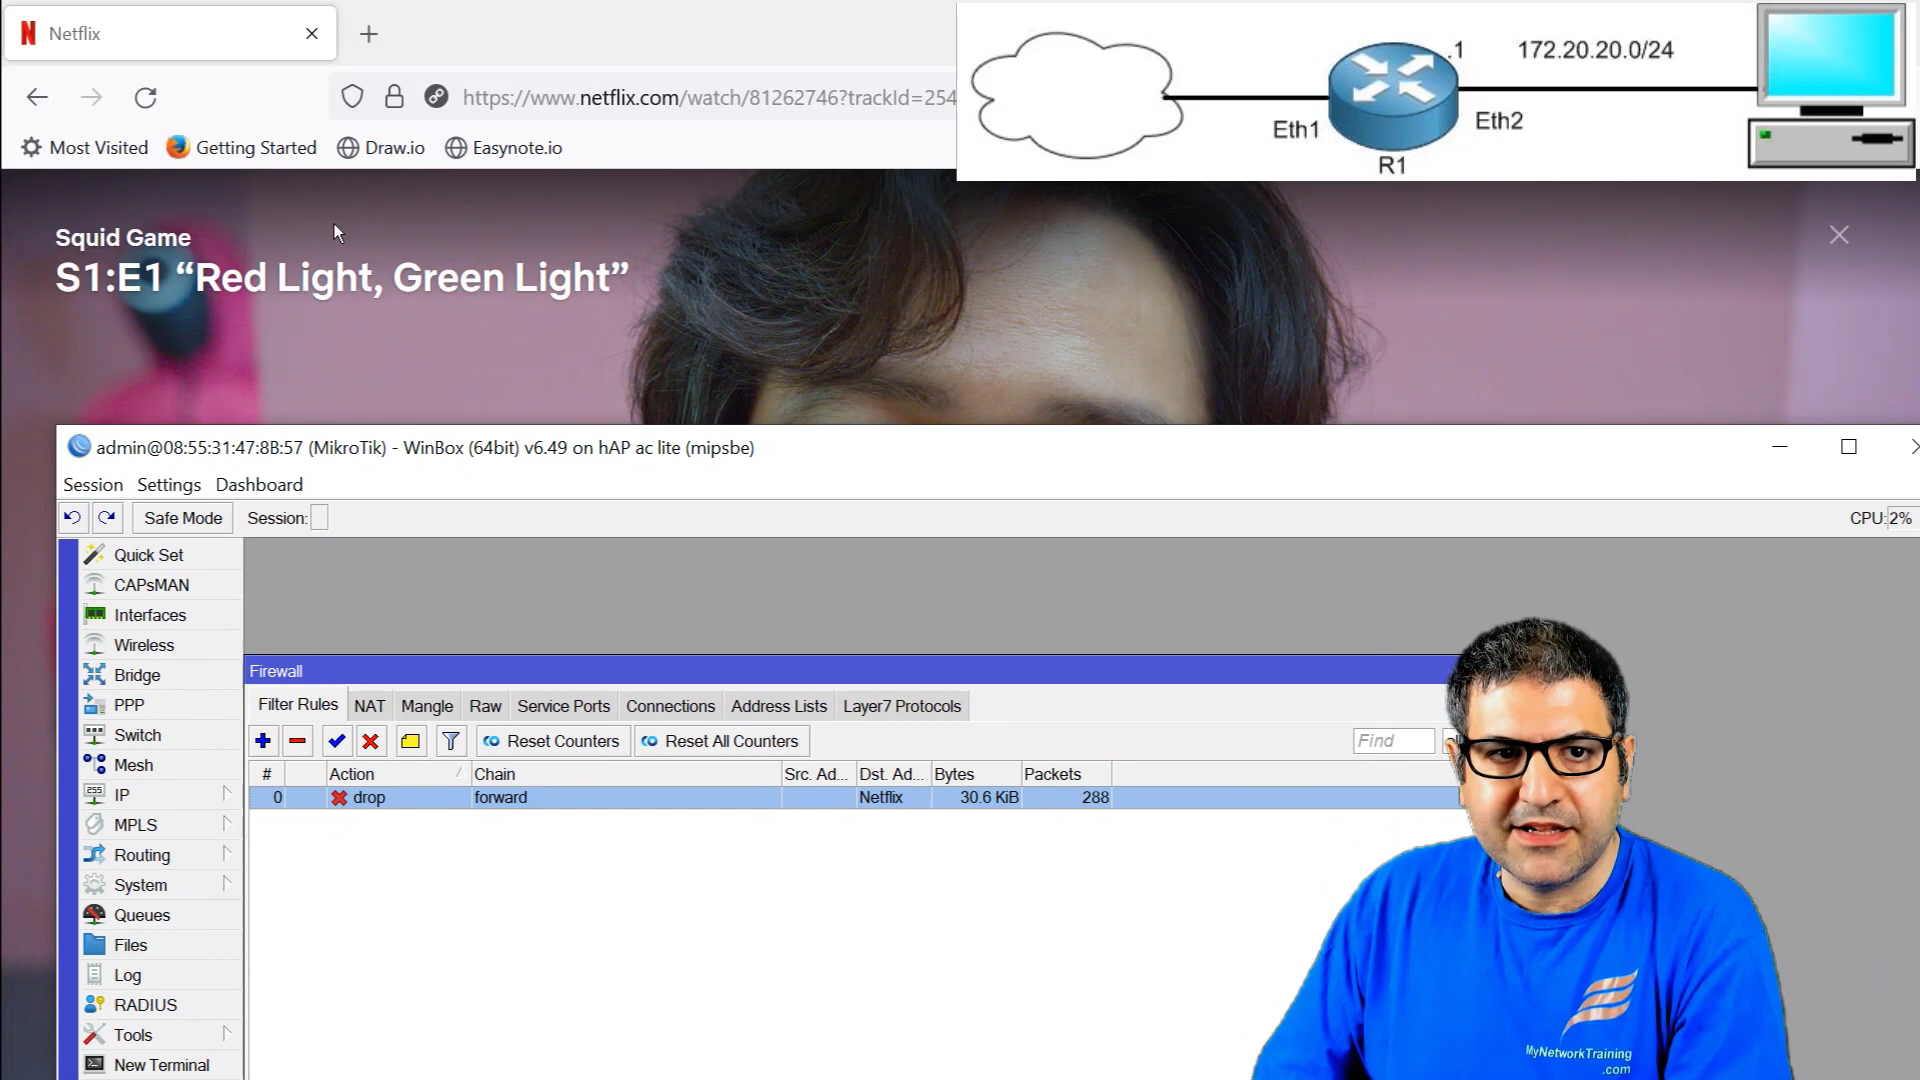 Netflix
https://www.netflix.com/watch/81262746?trackId=254
Most Visited
Getting Started
Draw.io
Easynote.io
.1
172.20.20.0/24
Eth1
Eth2
R1
Squid Game
S1:E1 “Red Light, Green Light”
admin@08:55:31:47:8B:57 (MikroTik) - WinBox (64bit) v6.49 on hAP ac lite (mipsbe)
Session Settings Dashboard
Safe Mode Session: CPU: 2%
Quick Set
CAPsMAN
Interfaces
Wireless
Bridge
PPP
Switch
Mesh
255 IP
MPLS
Routing
System
Queues
Files
Log
RADIUS
Tools
New Terminal
Firewall
Filter Rules NAT Mangle Raw Service Ports Connections Address Lists Layer7 Protocols
Reset Counters Reset All Counters Find
# Action Chain Src. Ad... Dst. Ad... Bytes Packets
0 drop forward Netflix 30.6 KiB 288
MyNetworkTraining
.com